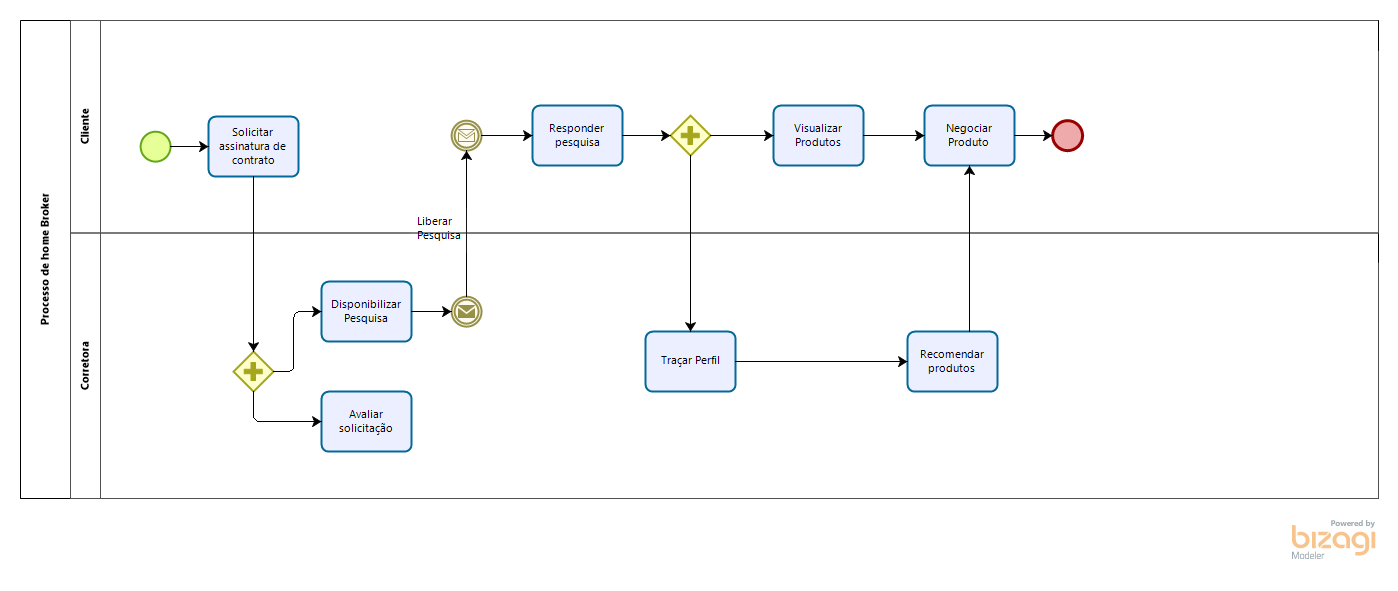 Processo de home Broker
Cliente
Solicitar
assinatura de
contrato
Responder
pesquisa
Visualizar
Produtos
Negociar
Produto
Liberar
Pesquisa
Corretora
Disponibilizar
Pesquisa
Avaliar
solicitação
Traçar Perfil
Recomendar
produtos
Powered by
bizagi
Modeler